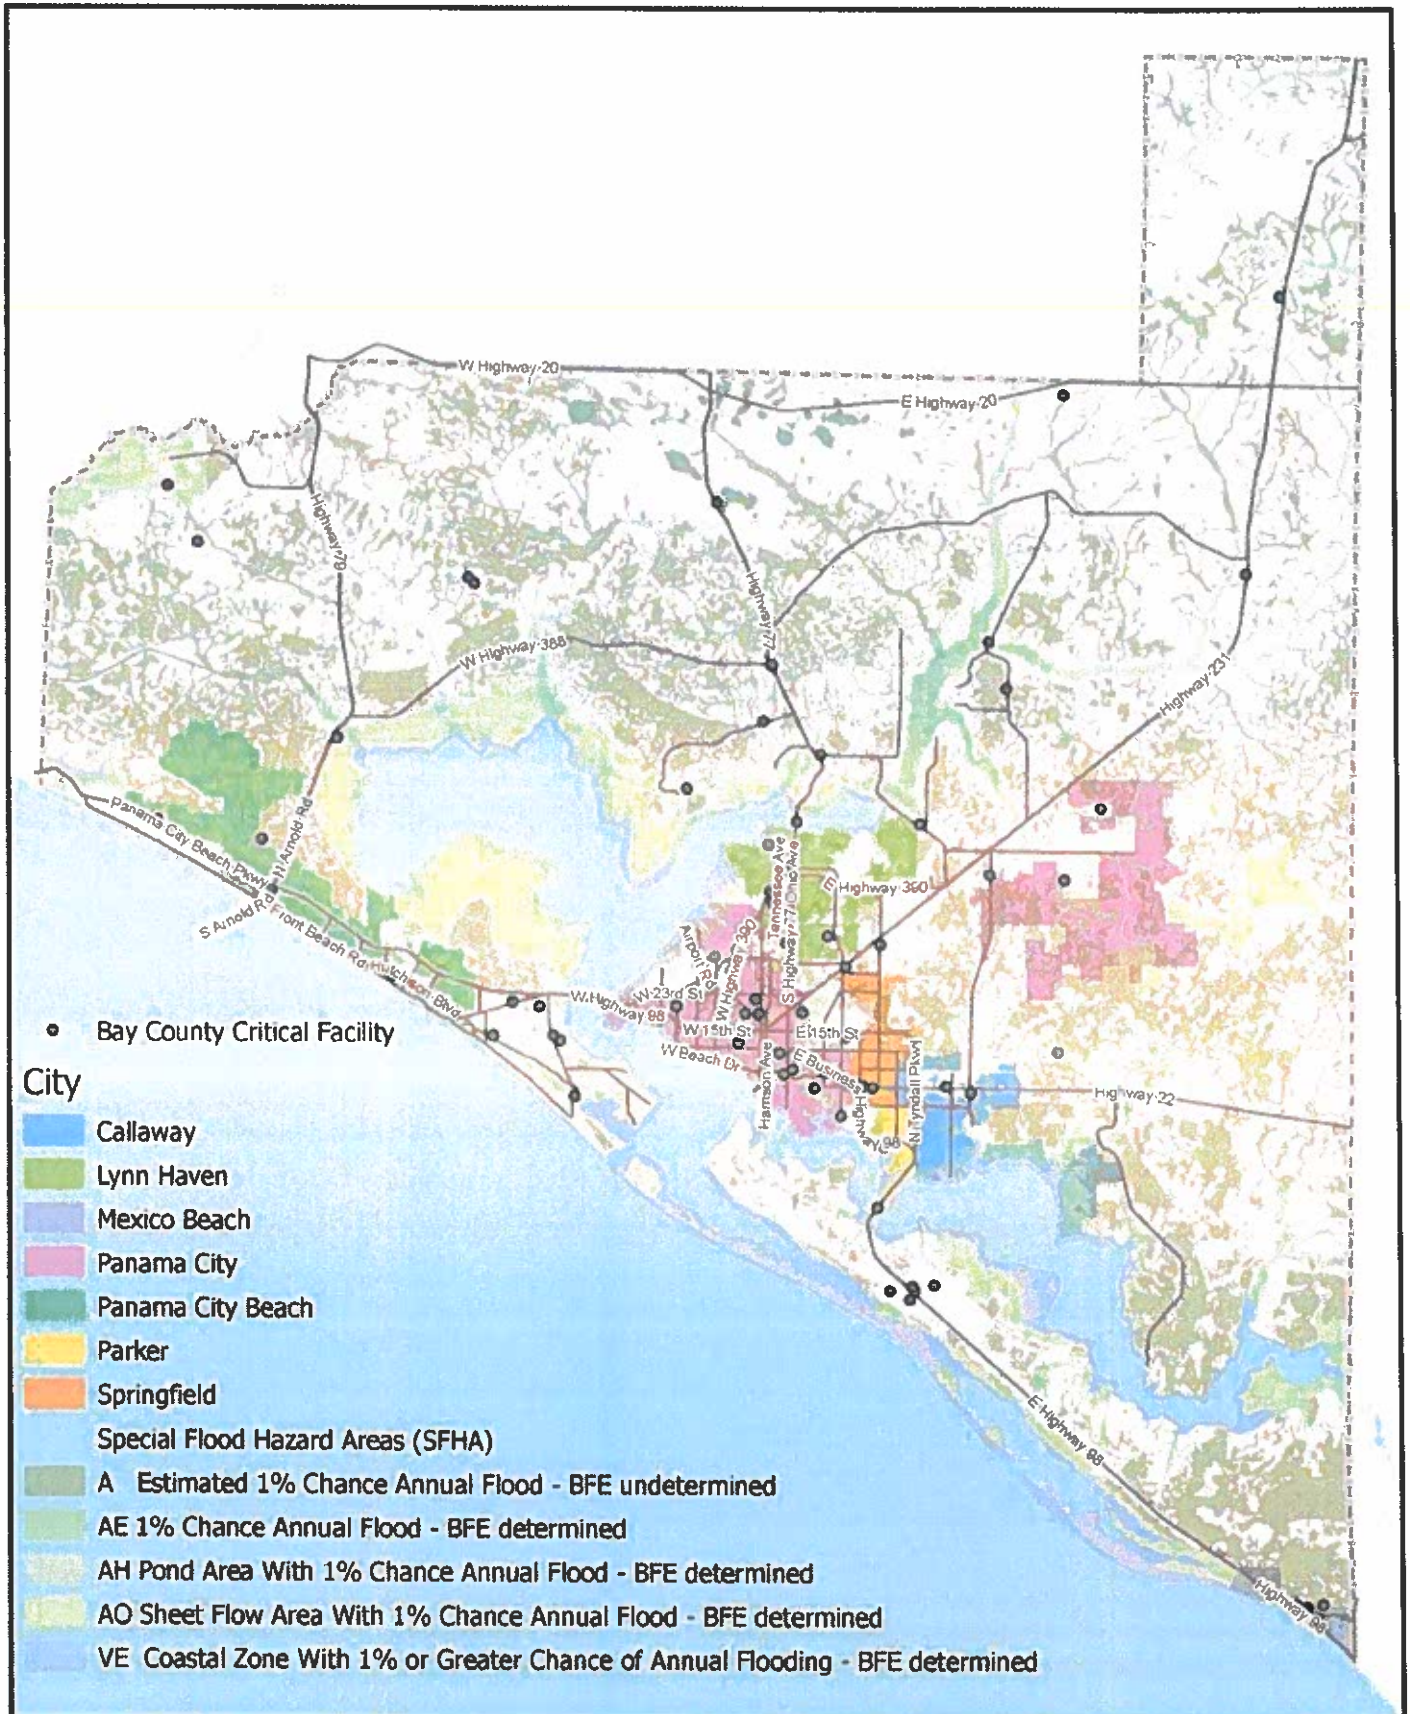 W Highway 20
E Highway 20
Highway 79
Highway 77
W Highway 388
Highway 231
Panama City Beach Pkwy
N Arnold Rd
S Arnold Rd
Front Beach Rd
Hutchison Blvd
Tennessee Ave
Ohio Ave
S Highway 77
E Highway 390
Airport Rd
W Highway 390
W 23rd St
W Highway 98
W 15th St
E 15th St
W Beach Dr
Harrison Ave
E Business Highway 98
N Tyndall Pkwy
Highway 22
E Highway 98
Highway 98
Bay County Critical Facility
City
Callaway
Lynn Haven
Mexico Beach
Panama City
Panama City Beach
Parker
Springfield
Special Flood Hazard Areas (SFHA)
A Estimated 1% Chance Annual Flood - BFE undetermined
AE 1% Chance Annual Flood - BFE determined
AH Pond Area With 1% Chance Annual Flood - BFE determined
AO Sheet Flow Area With 1% Chance Annual Flood - BFE determined
VE Coastal Zone With 1% or Greater Chance of Annual Flooding - BFE determined